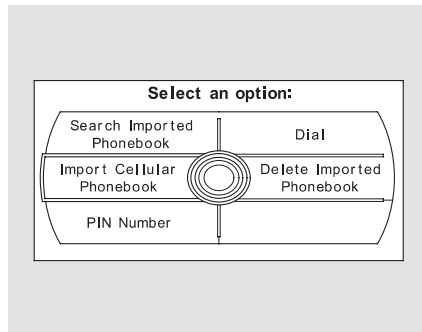 Select an option:
Search Imported
Phonebook
Dial
Import Cellular
Phonebook
Delete Imported
Phonebook
PIN Number